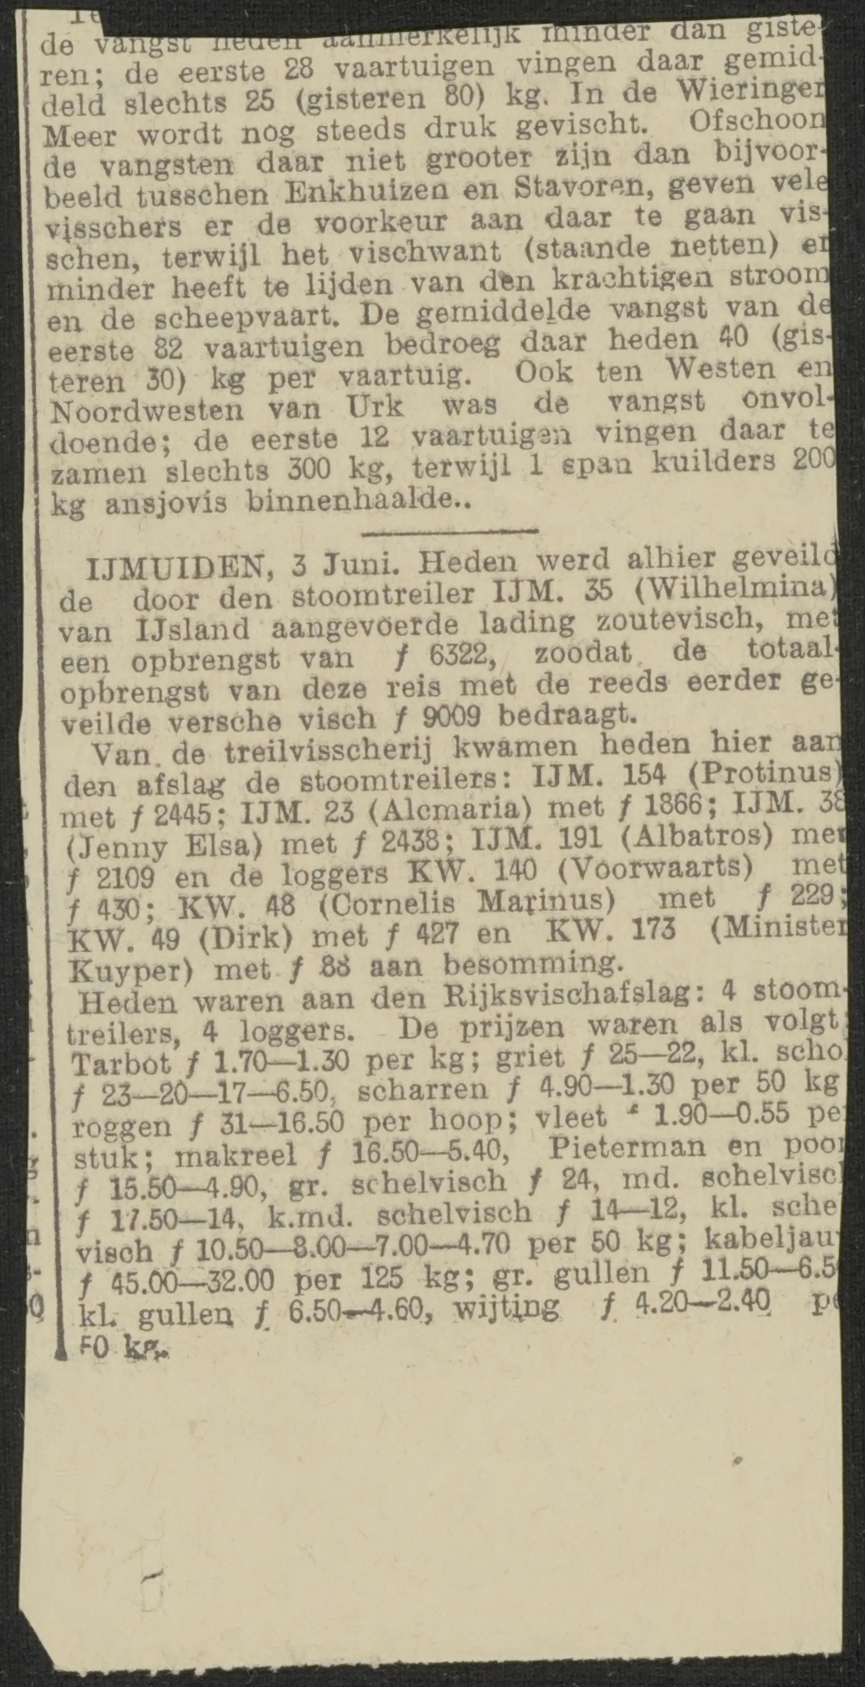 de vangst heden aanmerkelijk minder dan giste-
ren; de eerste 28 vaartuigen vingen daar gemid-
deld slechts 25 (gisteren 80) kg. In de Wieringer
Meer wordt nog steeds druk gevischt. Ofschoon
de vangsten daar niet grooter zijn dan bijvoor-
beeld tusschen Enkhuizen en Stavoren, geven vele
visschers er de voorkeur aan daar te gaan vis-
schen, terwijl het vischwant (staande netten) er
minder heeft te lijden van den krachtigen stroom
en de scheepvaart. De gemiddelde vangst van de
eerste 82 vaartuigen bedroeg daar heden 40 (gis-
teren 30) kg per vaartuig. Ook ten Westen en
Noordwesten van Urk was de vangst onvol-
doende; de eerste 12 vaartuigen vingen daar te
zamen slechts 300 kg, terwijl 1 span kuilders 200
kg ansjovis binnenhaalde..
IJMUIDEN, 3 Juni. Heden werd alhier geveild
de door den stoomtreiler IJM. 35 (Wilhelmina)
van IJsland aangevoerde lading zoutevisch, met
een opbrengst van f 6322, zoodat de totaal-
opbrengst van deze reis met de reeds eerder ge-
veilde versche visch f 9009 bedraagt.
Van de treilvisscherij kwamen heden hier aan
den afslag de stoomtreilers: IJM. 154 (Protinus)
met f 2445; IJM. 23 (Alcmaria) met f 1866; IJM. 38
(Jenny Elsa) met f 2438; IJM. 191 (Albatros) met
f 2109 en de loggers KW. 140 (Voorwaarts) met
f 430; KW. 48 (Cornelis Marinus) met f 229;
KW. 49 (Dirk) met f 427 en KW. 173 (Minister
Kuyper) met f 88 aan besomming.
Heden waren aan den Rijksvischafslag: 4 stoom-
treilers, 4 loggers. De prijzen waren als volgt:
Tarbot f 1.70—1.30 per kg; griet f 25—22, kl. scho
f 23—20—17—6.50, scharren f 4.90—1.30 per 50 kg
roggen f 31—16.50 per hoop; vleet f 1.90—0.55 pe
stuk; makreel f 16.50—5.40, Pieterman en poor
f 15.50—4.90, gr. schelvisch f 24, md. schelvisc
f 17.50—14, k.md. schelvisch f 14—12, kl. sche
visch f 10.50—8.00—7.00—4.70 per 50 kg; kabeljau
f 45.00—32.00 per 125 kg; gr. gullen f 11.50—6.5
kl. gullen f 6.50—4.60, wijting f 4.20—2.40 p
50 kg.